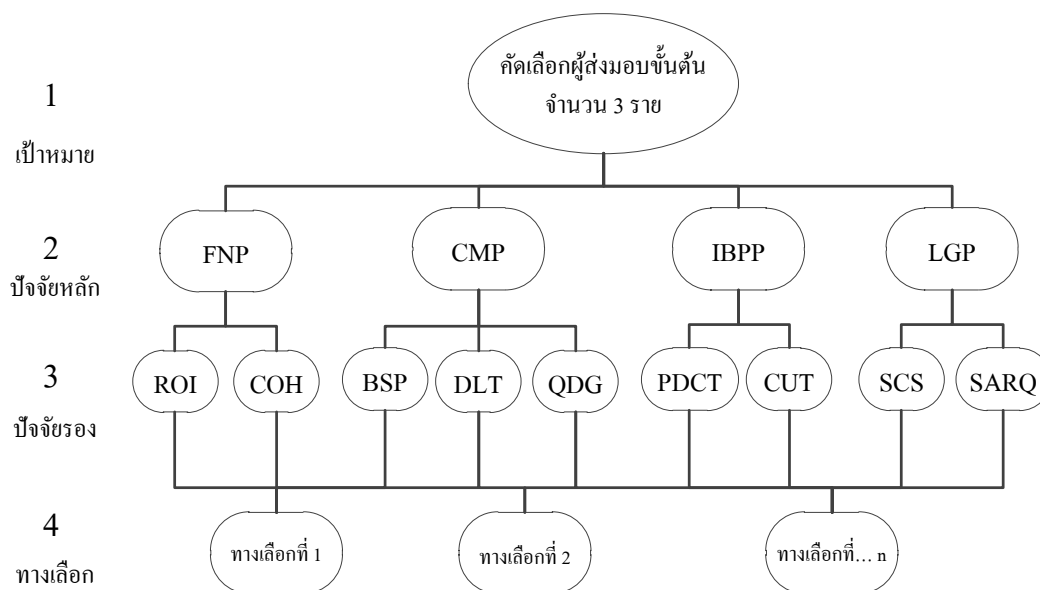 คัดเลือกผู้ส่งมอบขั้นต้น
จำนวน 3 ราย
1
เป้าหมาย
FNP CMP IBPP LGP
2
ปัจจัยหลัก
ROI COH BSP DLT QDG PDCT CUT SCS SARQ
3
ปัจจัยรอง
4
ทางเลือกที่ 1 ทางเลือกที่ 2 ทางเลือกที่... n
ทางเลือก